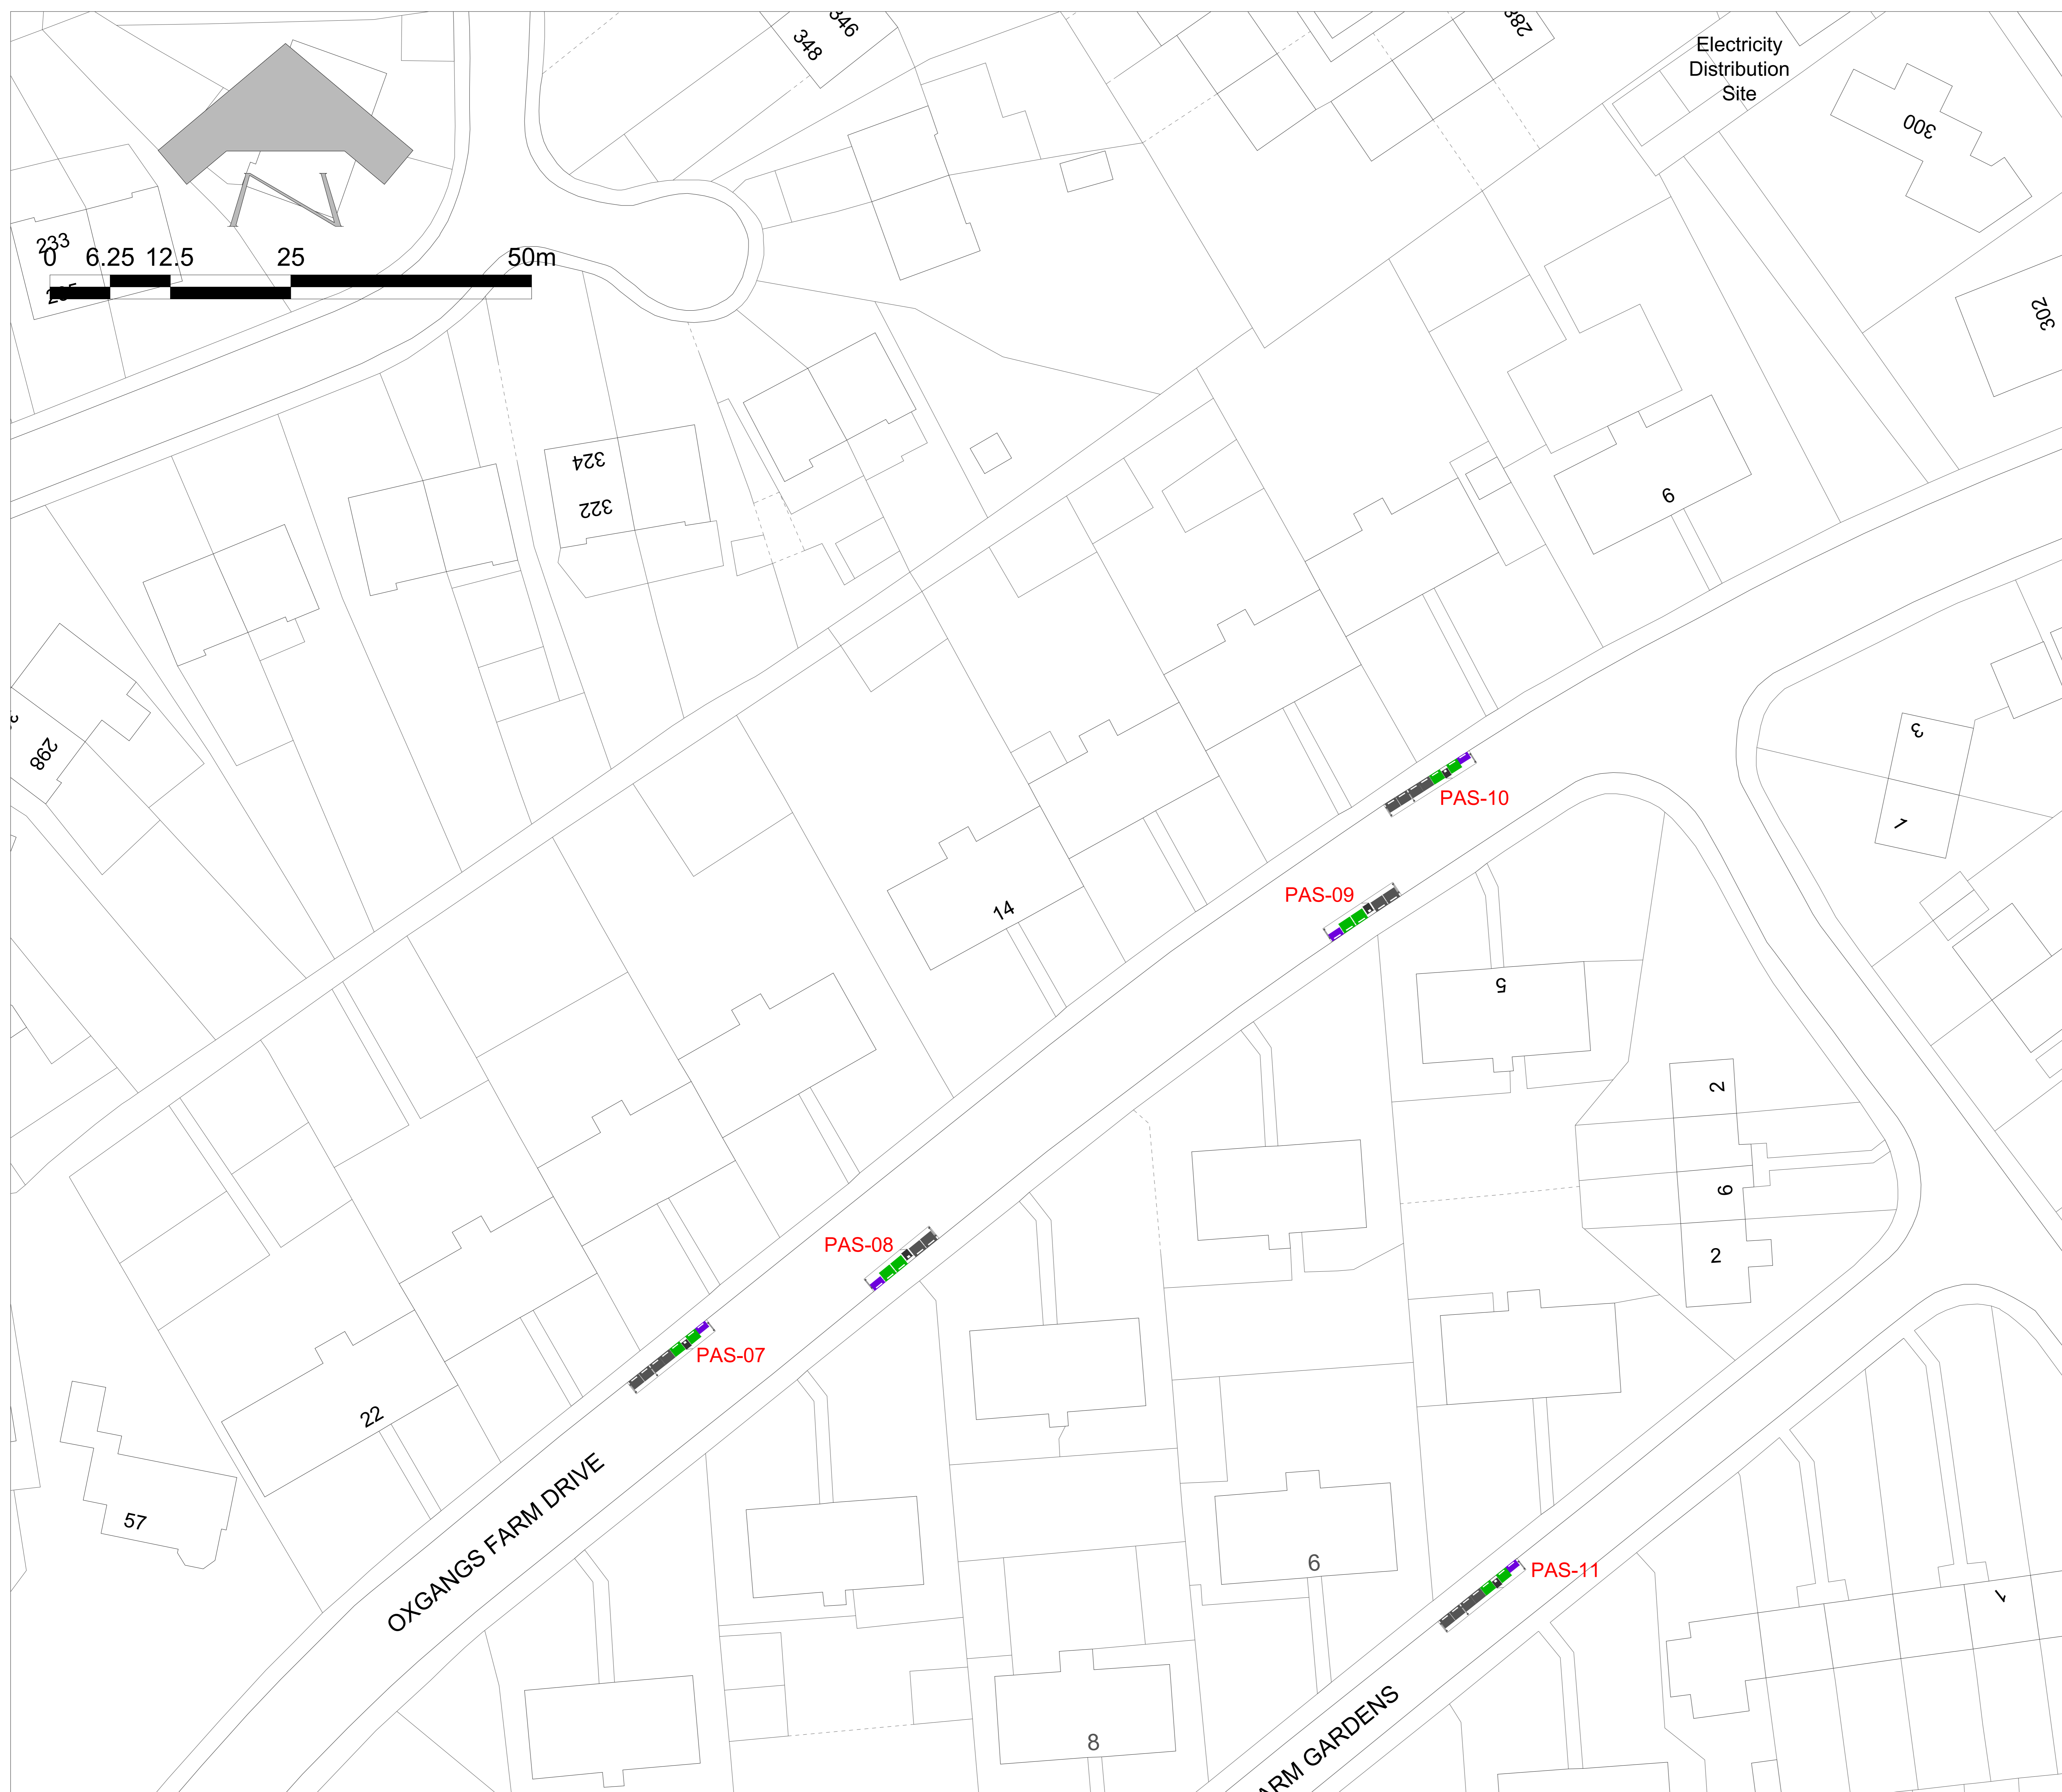 346
348
288
Electricity
Distribution
Site
300
233
0 6.25 12.5 25 50m
302
324
322
9
298
3
1
PAS-10
PAS-09
14
5
2
9
2
PAS-08
PAS-07
22
57
OXGANGS FARM DRIVE
6
PAS-11
1
8
ARM GARDENS